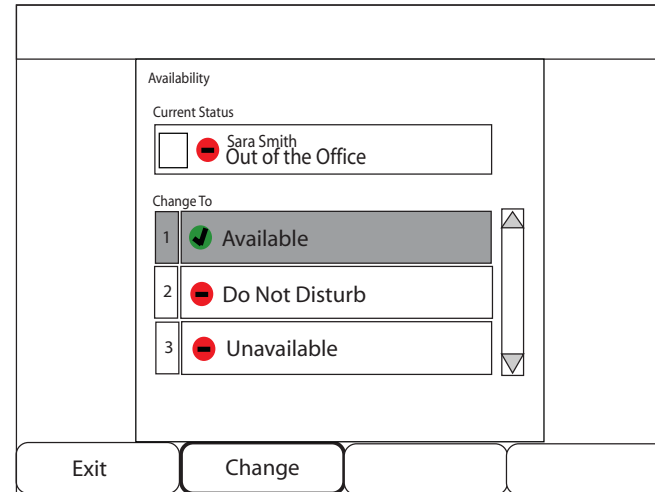 Availability
Current Status
Sara Smith
Out of the Office
Change To
1 Available
2 Do Not Disturb
3 Unavailable
Exit Change